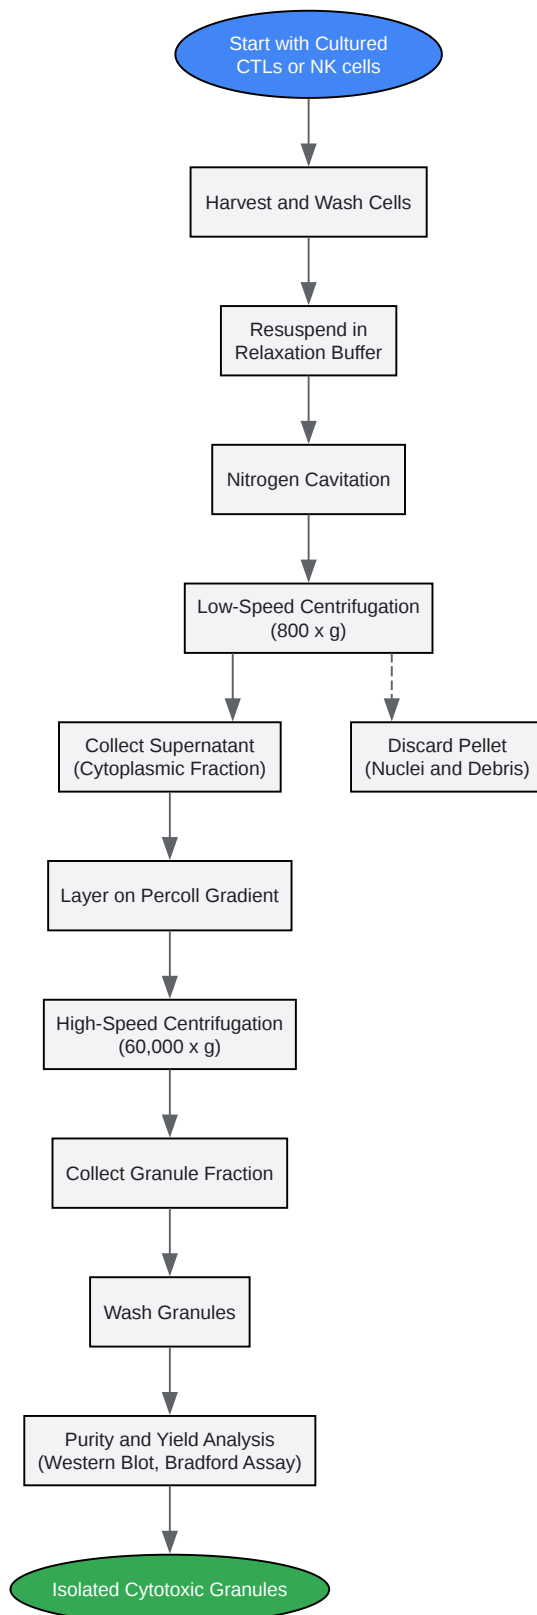 Start with Cultured
CTLs or NK cells
Harvest and Wash Cells
Resuspend in
Relaxation Buffer
Nitrogen Cavitation
Low-Speed Centrifugation
(800 x g)
Collect Supernatant
(Cytoplasmic Fraction)
Discard Pellet
(Nuclei and Debris)
Layer on Percoll Gradient
High-Speed Centrifugation
(60,000 x g)
Collect Granule Fraction
Wash Granules
Purity and Yield Analysis
(Western Blot, Bradford Assay)
Isolated Cytotoxic Granules